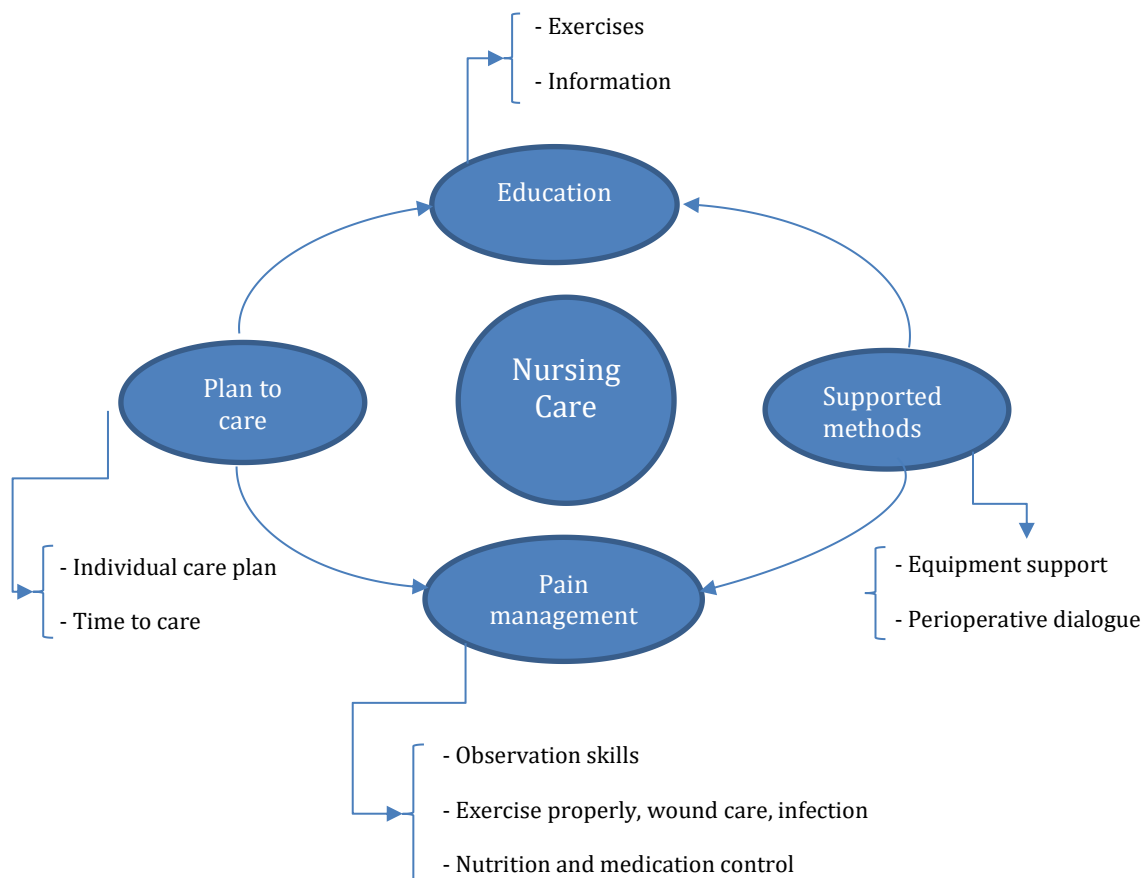 - Exercises
- Information
Education
Nursing
Care
Plan to
care
Supported
methods
- Individual care plan
- Time to care
Pain
management
- Equipment support
- Perioperative dialogue
- Observation skills
- Exercise properly, wound care, infection
- Nutrition and medication control